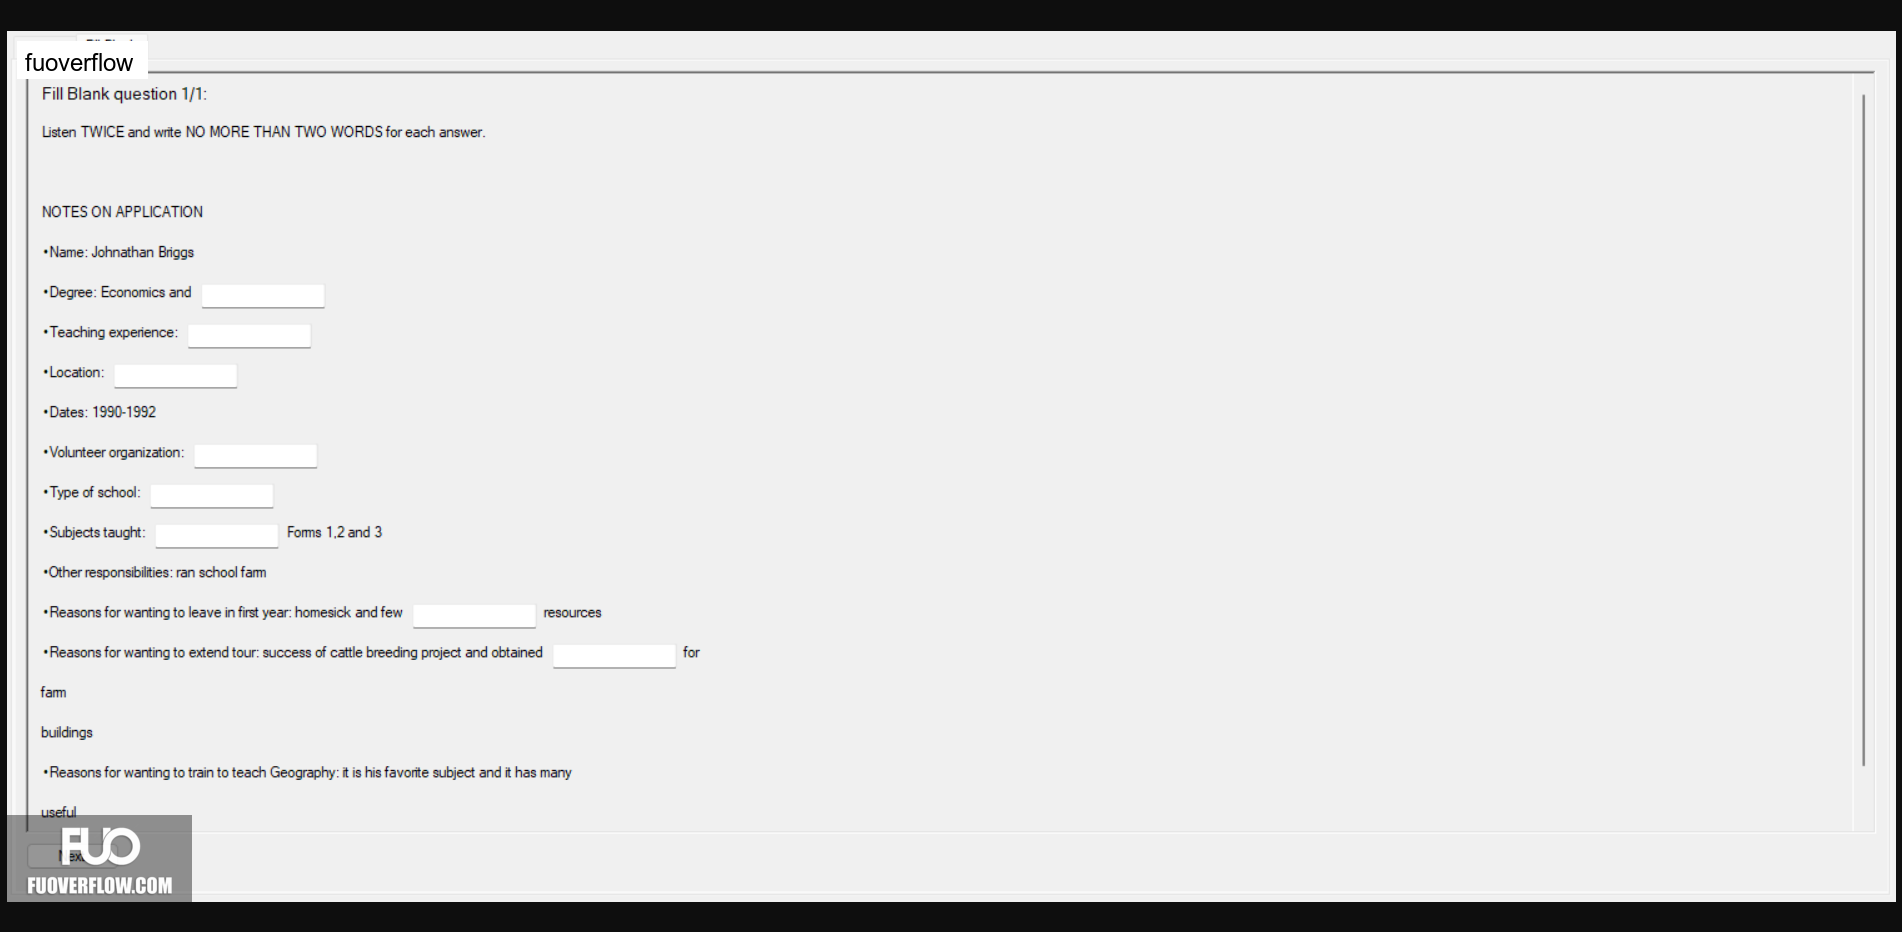 fuoverflow
Fill Blank question 1/1:
Listen TWICE and write NO MORE THAN TWO WORDS for each answer.
NOTES ON APPLICATION
•Name: Johnathan Briggs
•Degree: Economics and
•Teaching experience:
•Location:
•Dates: 1990-1992
•Volunteer organization:
•Type of school:
•Subjects taught: Forms 1,2 and 3
•Other responsibilities: ran school farm
•Reasons for wanting to leave in first year: homesick and few resources
•Reasons for wanting to extend tour: success of cattle breeding project and obtained for
farm
buildings
•Reasons for wanting to train to teach Geography: it is his favorite subject and it has many
useful
FUO
FUOVERFLOW.COM